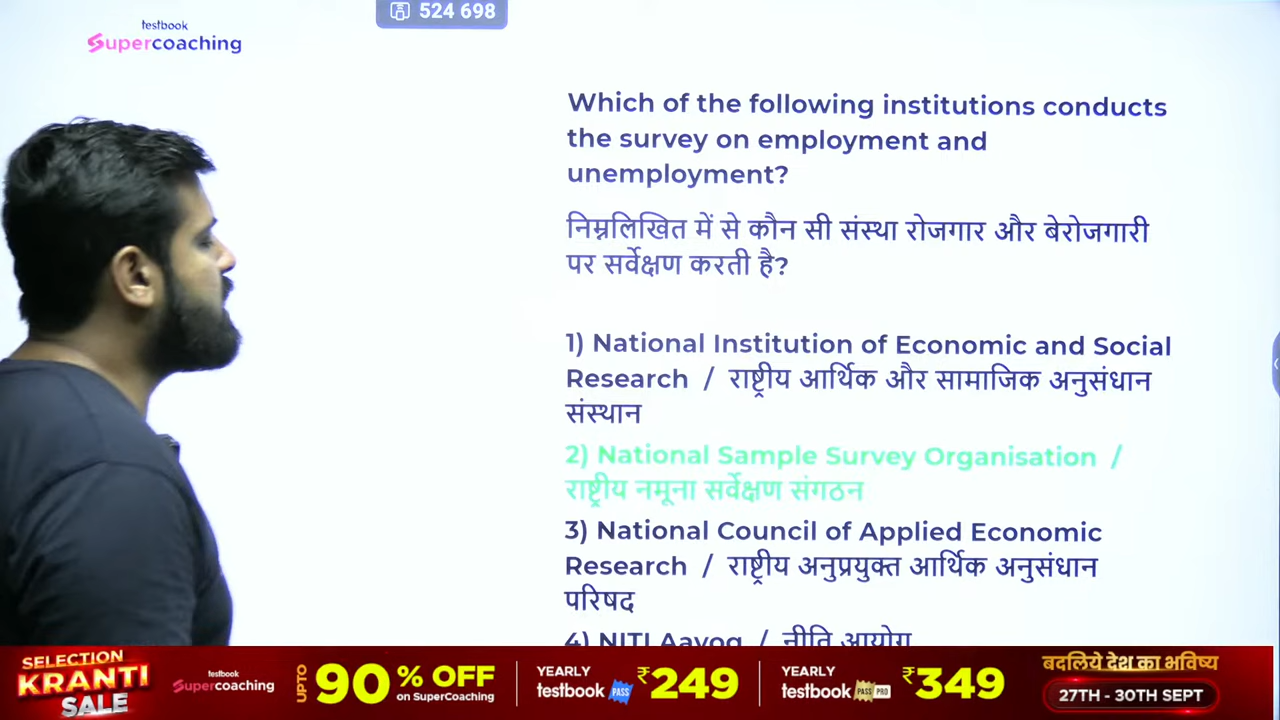 testbook
Supercoaching
524 698
Which of the following institutions conducts
the survey on employment and
unemployment?
निम्नलिखित में से कौन सी संस्था रोजगार और बेरोजगारी
पर सर्वेक्षण करती है?
1) National Institution of Economic and Social
Research / राष्ट्रीय आर्थिक और सामाजिक अनुसंधान
संस्थान
2) National Sample Survey Organisation /
राष्ट्रीय नमूना सर्वेक्षण संगठन
3) National Council of Applied Economic
Research / राष्ट्रीय अनुप्रयुक्त आर्थिक अनुसंधान
परिषद
4) NITI Aayog / नीति आयोग
SELECTION
KRANTI
SALE
testbook
Supercoaching
UPTO 90% OFF
on SuperCoaching
YEARLY
testbook PASS ₹249
YEARLY
testbook PASS PRO ₹349
बदलिये देश का भविष्य
27TH - 30TH SEPT